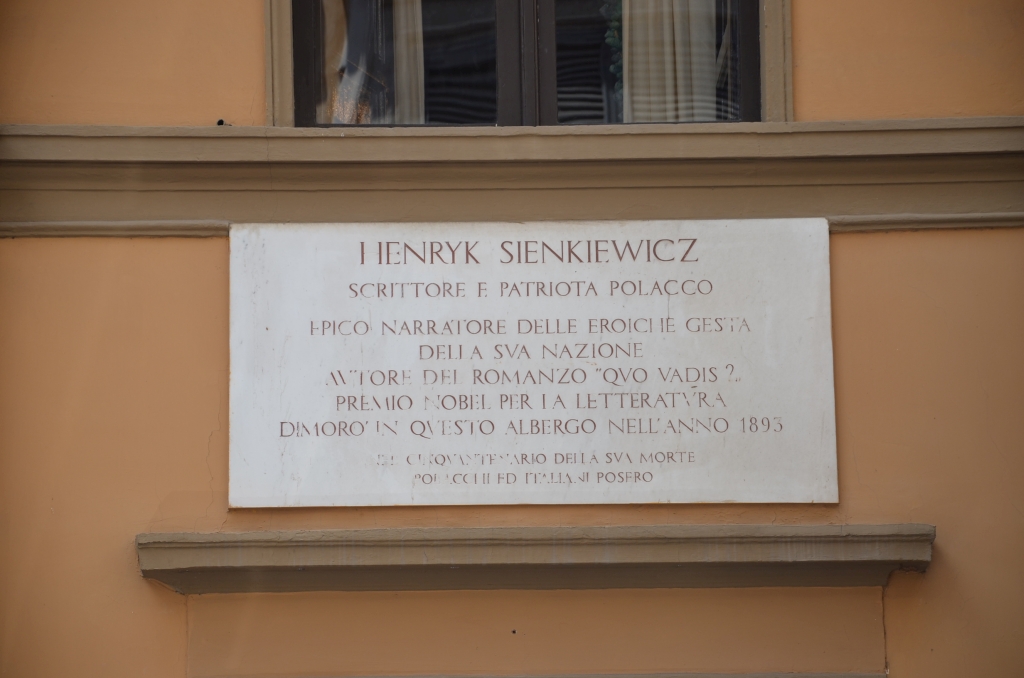 HENRYK SIENKIEWICZ
SCRITTORE E PATRIOTA POLACCO
EPICO NARRATORE DELLE EROICHE GESTA
DELLA SVA NAZIONE
AVTORE DEL ROMANZO "QVO VADIS?"
PREMIO NOBEL PER LA LETTERATVRA
DIMORO' IN QVESTO ALBERGO NELL'ANNO 1893
NEL CINQVANTENARIO DELLA SVA MORTE
POLACCHI ED ITALIANI POSERO